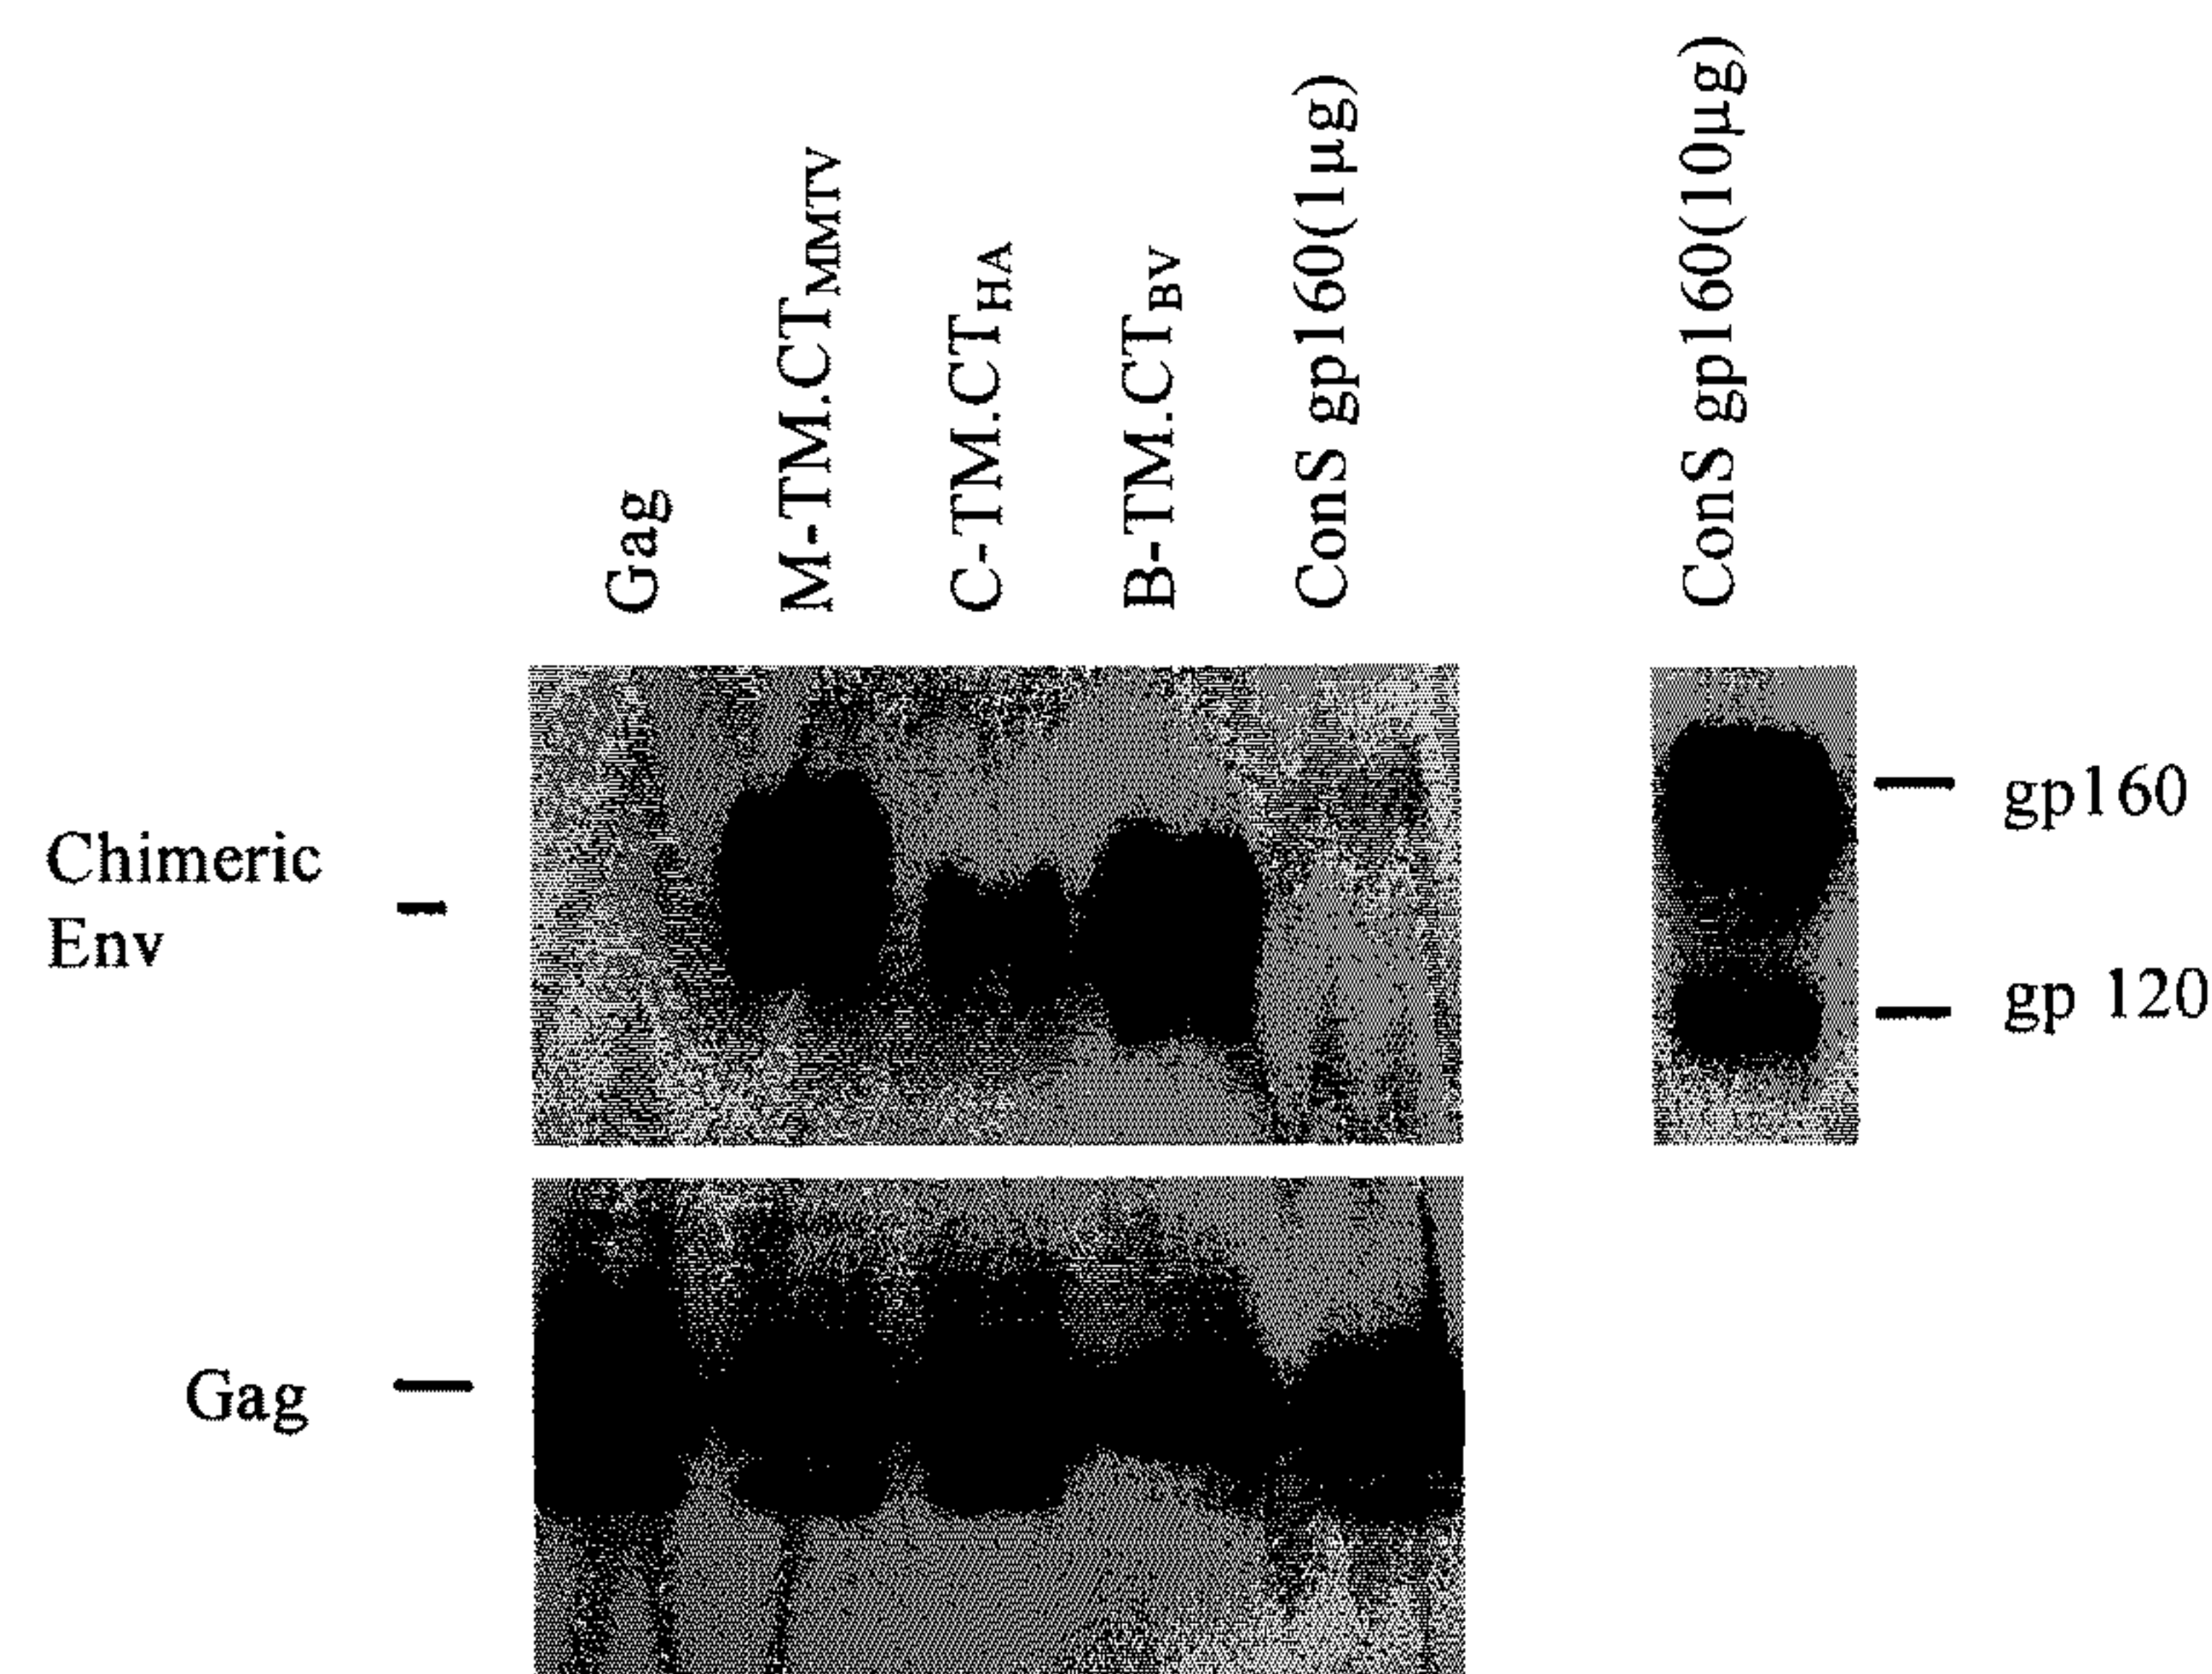 Gag
M-TM.CTMMTV
C-TM.CTHA
B-TM.CTBV
ConS gp160(1µg)
ConS gp160(10µg)
Chimeric
Env
gp160
gp 120
Gag